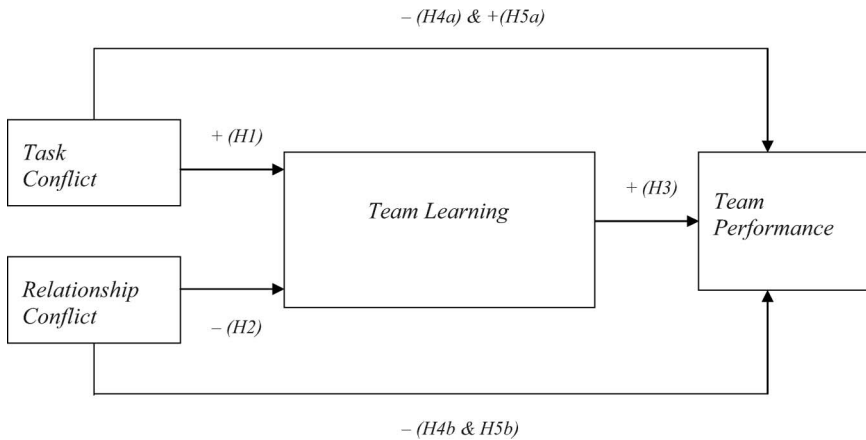 – (H4a) & +(H5a)
+ (H1)
Task
Conflict
Team Learning
+ (H3)
Team
Performance
Relationship
Conflict
– (H2)
– (H4b & H5b)